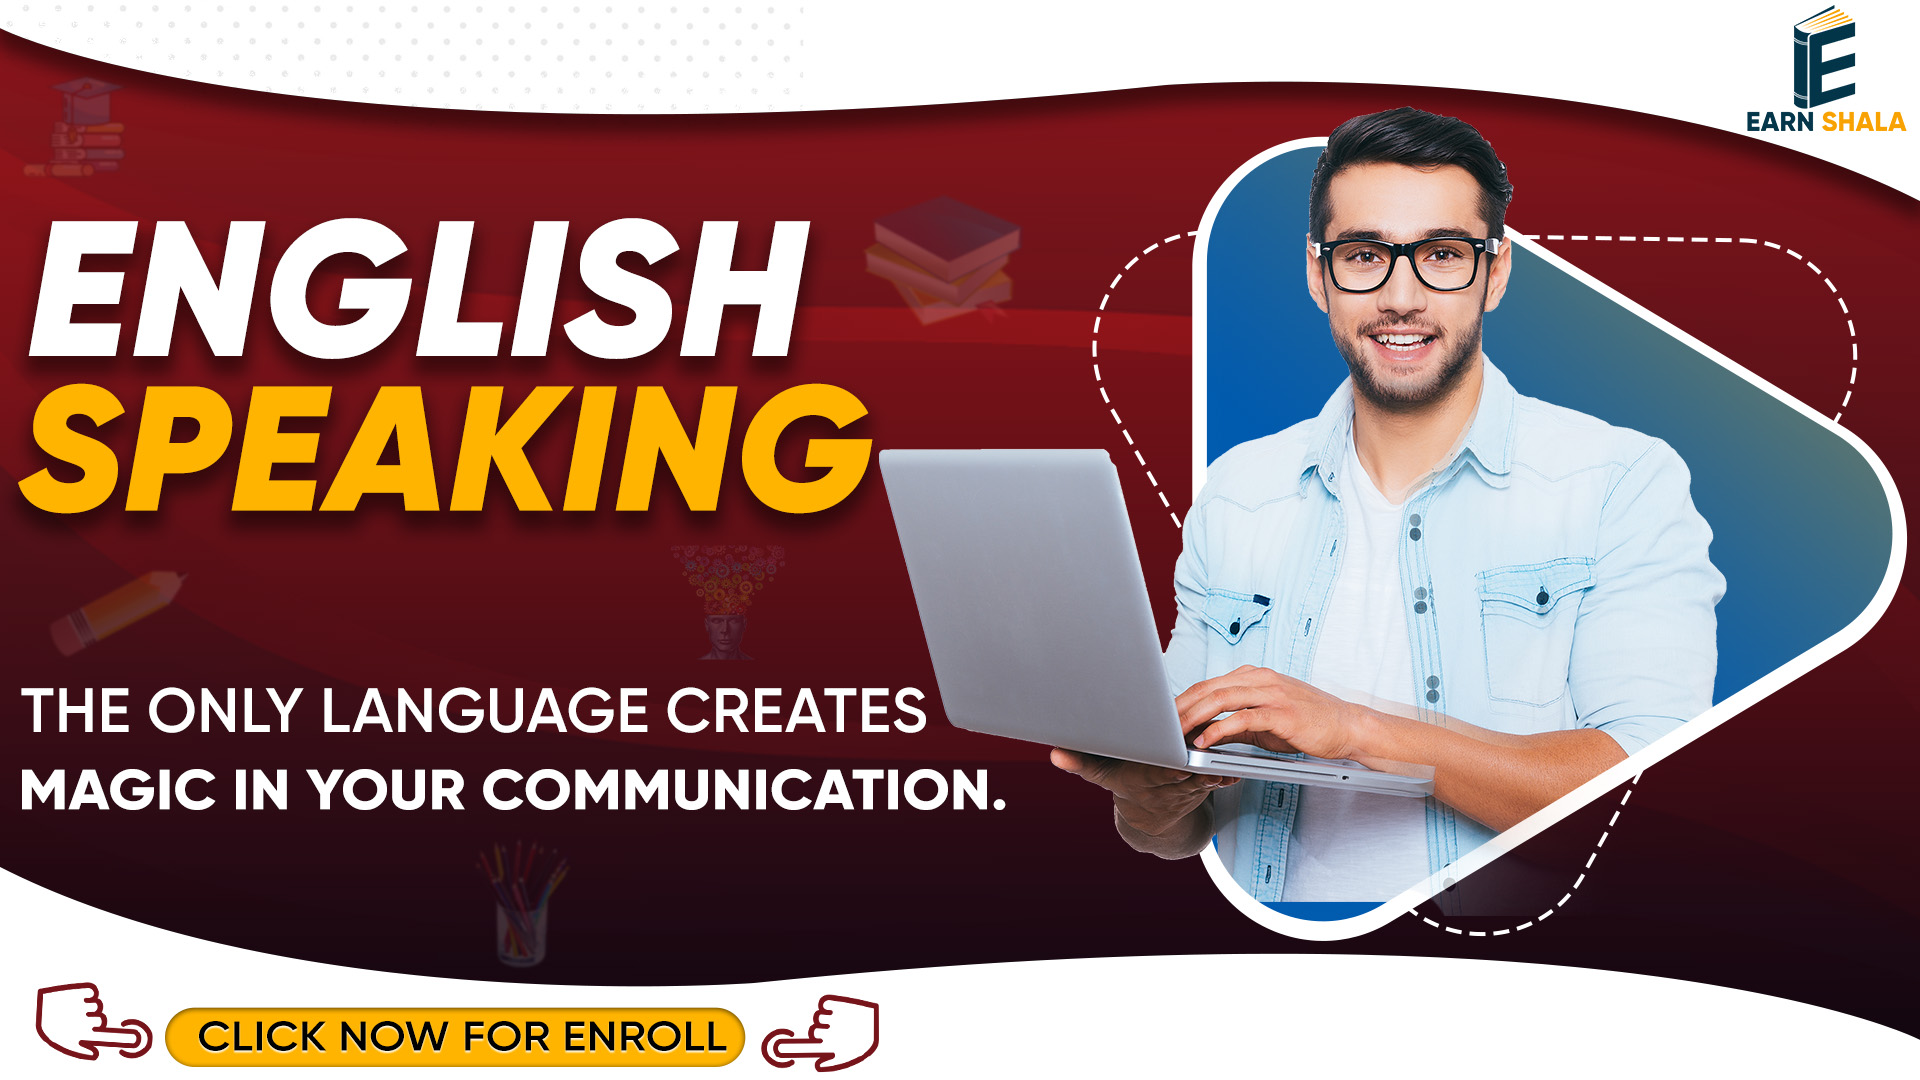 EARN SHALA
ENGLISH
SPEAKING
THE ONLY LANGUAGE CREATES
MAGIC IN YOUR COMMUNICATION.
CLICK NOW FOR ENROLL